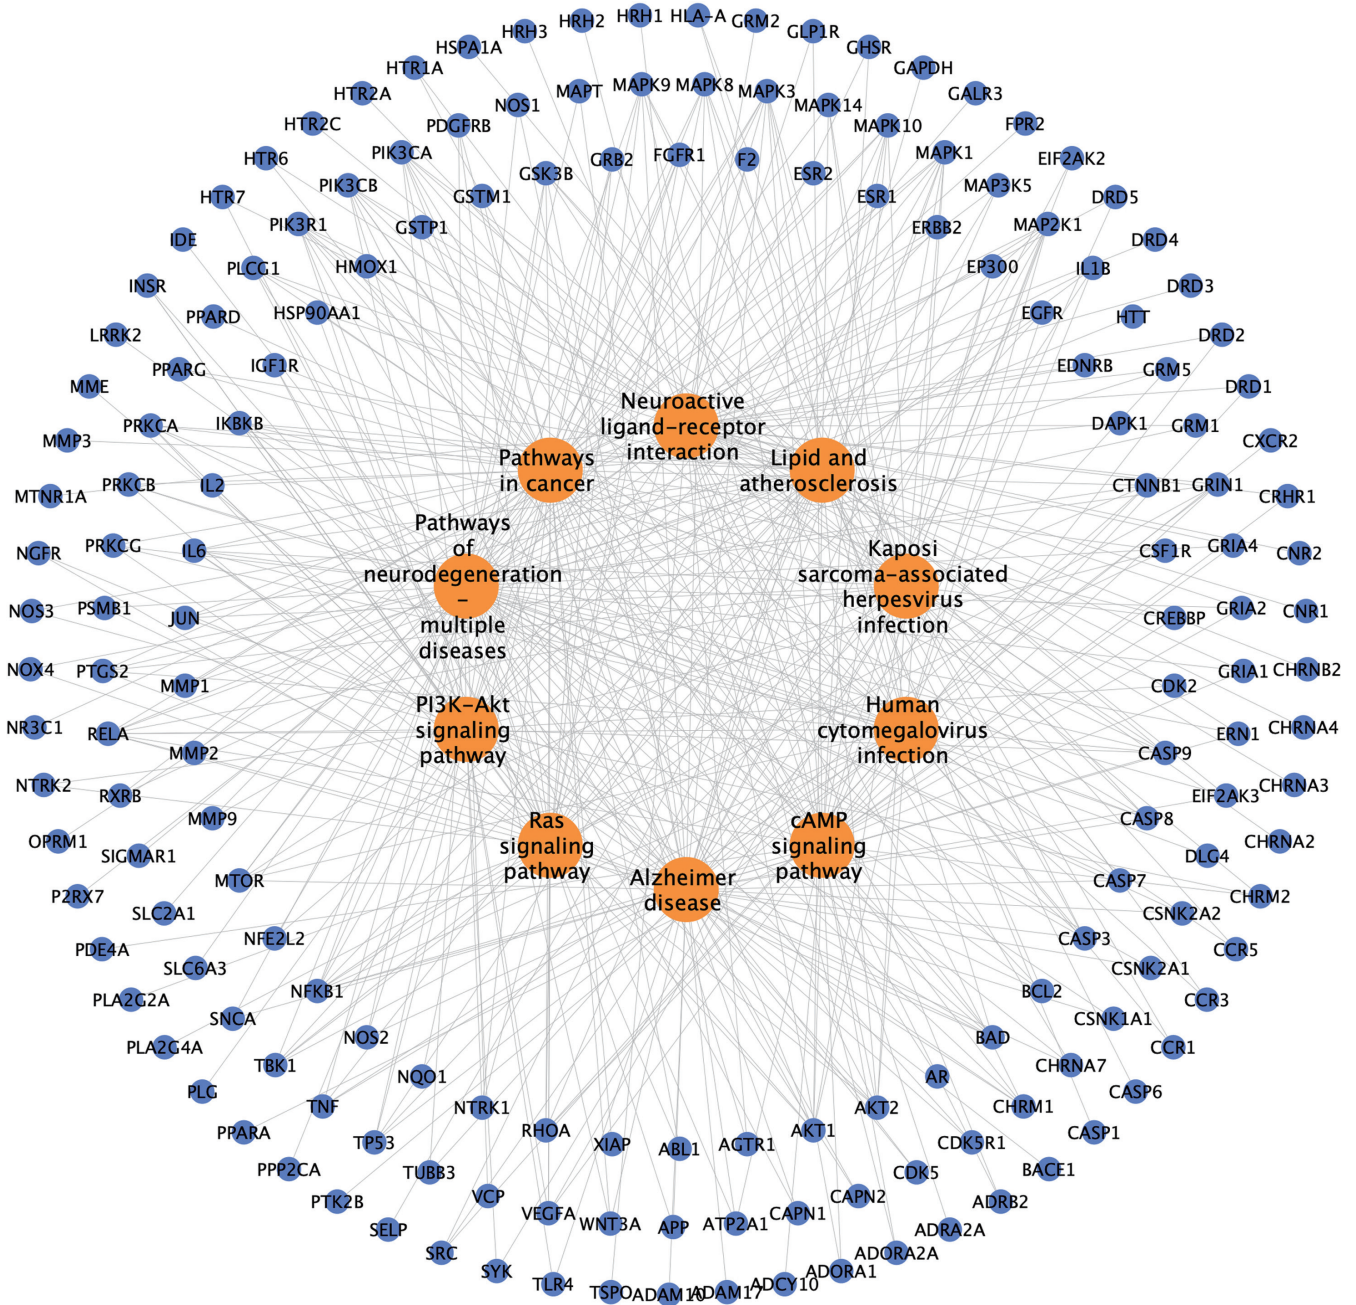 HRH3
HRH2
HRH1
HLA-A
GRM2
GLP1R
GHSR
GAPDH
GALR3
FPR2
EIF2AK2
DRD5
DRD4
DRD3
DRD2
DRD1
CXCR2
CRHR1
CNR2
CNR1
CHRNB2
CHRNA4
CHRNA3
CHRNA2
CHRM2
CCR5
CCR3
CCR1
CASP6
CASP1
BACE1
ADRB2
ADRA2A
ADORA2A
ADORA1
ADCY10
ADAM17
ADAM10
TSPO
TLR4
SYK
SRC
SELP
PTK2B
PPP2CA
PPARA
PLG
PLA2G4A
PLA2G2A
PDE4A
P2RX7
OPRM1
NTRK2
NR3C1
NOX4
NOS3
NGFR
MTNR1A
MMP3
MME
LRRK2
INSR
IDE
HTR7
HTR6
HTR2C
HTR2A
HTR1A
HSPA1A
NOS1
MAPT
MAPK9
MAPK8
MAPK3
MAPK14
MAPK10
MAPK1
MAP3K5
MAP2K1
IL1B
HTT
GRM5
GRM1
GRIN1
GRIA4
GRIA2
GRIA1
ERN1
EIF2AK3
DLG4
CSNK2A2
CSNK2A1
CSNK1A1
CHRNA7
CHRM1
CDK5R1
CDK5
CAPN2
CAPN1
ATP2A1
APP
WNT3A
VEGFA
VCP
TUBB3
TP53
TNF
TBK1
SNCA
SLC6A3
SLC2A1
SIGMAR1
RXRB
RELA
PTGS2
PSMB1
PRKCG
PRKCB
PRKCA
PPARG
PPARD
PLCG1
PIK3R1
PIK3CB
PIK3CA
PDGFRB
GSK3B
GRB2
FGFR1
F2
ESR2
ESR1
ERBB2
EP300
EGFR
EDNRB
DAPK1
CTNNB1
CSF1R
CREBBP
CDK2
CASP9
CASP8
CASP7
CASP3
BCL2
BAD
AR
AKT2
AKT1
AGTR1
ABL1
XIAP
RHOA
NTRK1
NQO1
NOS2
NFKB1
NFE2L2
MTOR
MMP9
MMP2
MMP1
JUN
IL6
IL2
IKBKB
IGF1R
HSP90AA1
HMOX1
GSTP1
GSTM1
Neuroactive
ligand-receptor
interaction
Lipid and
atherosclerosis
Kaposi
sarcoma-associated
herpesvirus
infection
Human
cytomegalovirus
infection
cAMP
signaling
pathway
Alzheimer
disease
Ras
signaling
pathway
PI3K-Akt
signaling
pathway
Pathways
of
neurodegeneration
-
multiple
diseases
Pathways
in cancer